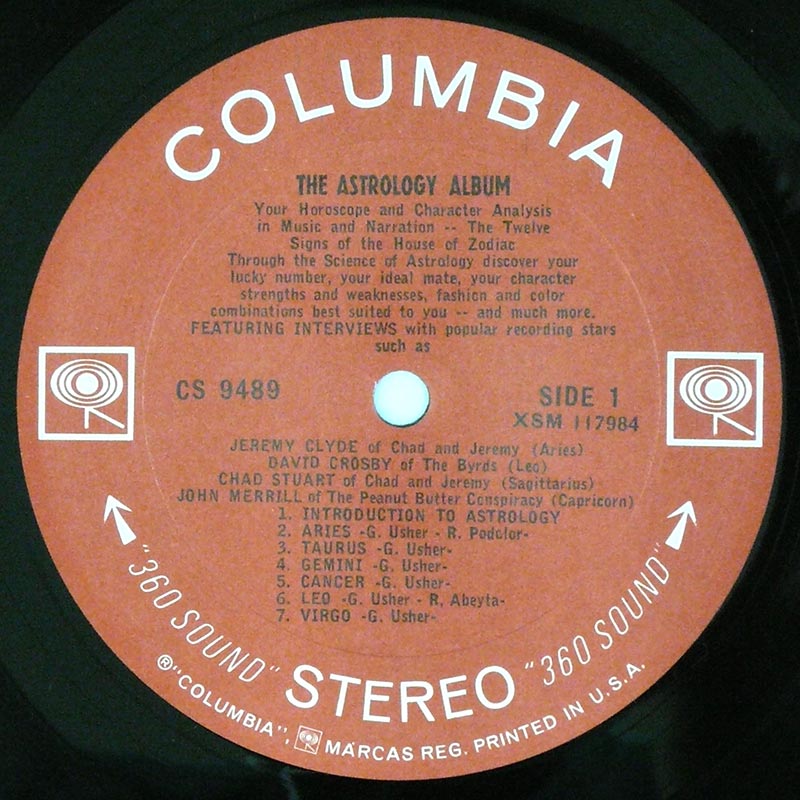 COLUMBIA
THE ASTROLOGY ALBUM
Your Horoscope and Character Analysis
in Music and Narration -- The Twelve
Signs of the House of Zodiac
Through the Science of Astrology discover your
lucky number, your ideal mate, your character
strengths and weaknesses, fashion and color
combinations best suited to you -- and much more.
FEATURING INTERVIEWS with popular recording stars
such as
CS 9489
SIDE 1
XSM 117984
JEREMY CLYDE of Chad and Jeremy (Aries)
DAVID CROSBY of The Byrds (Leo)
CHAD STUART of Chad and Jeremy (Sagittarius)
JOHN MERRILL of The Peanut Butter Conspiracy (Capricorn)
1. INTRODUCTION TO ASTROLOGY
2. ARIES -G. Usher - R. Podolor-
3. TAURUS -G. Usher-
4. GEMINI -G. Usher-
5. CANCER -G. Usher-
6. LEO -G. Usher - R. Abeyta-
7. VIRGO -G. Usher-
"360 SOUND" STEREO "360 SOUND"
®"COLUMBIA", MARCAS REG. PRINTED IN U.S.A.